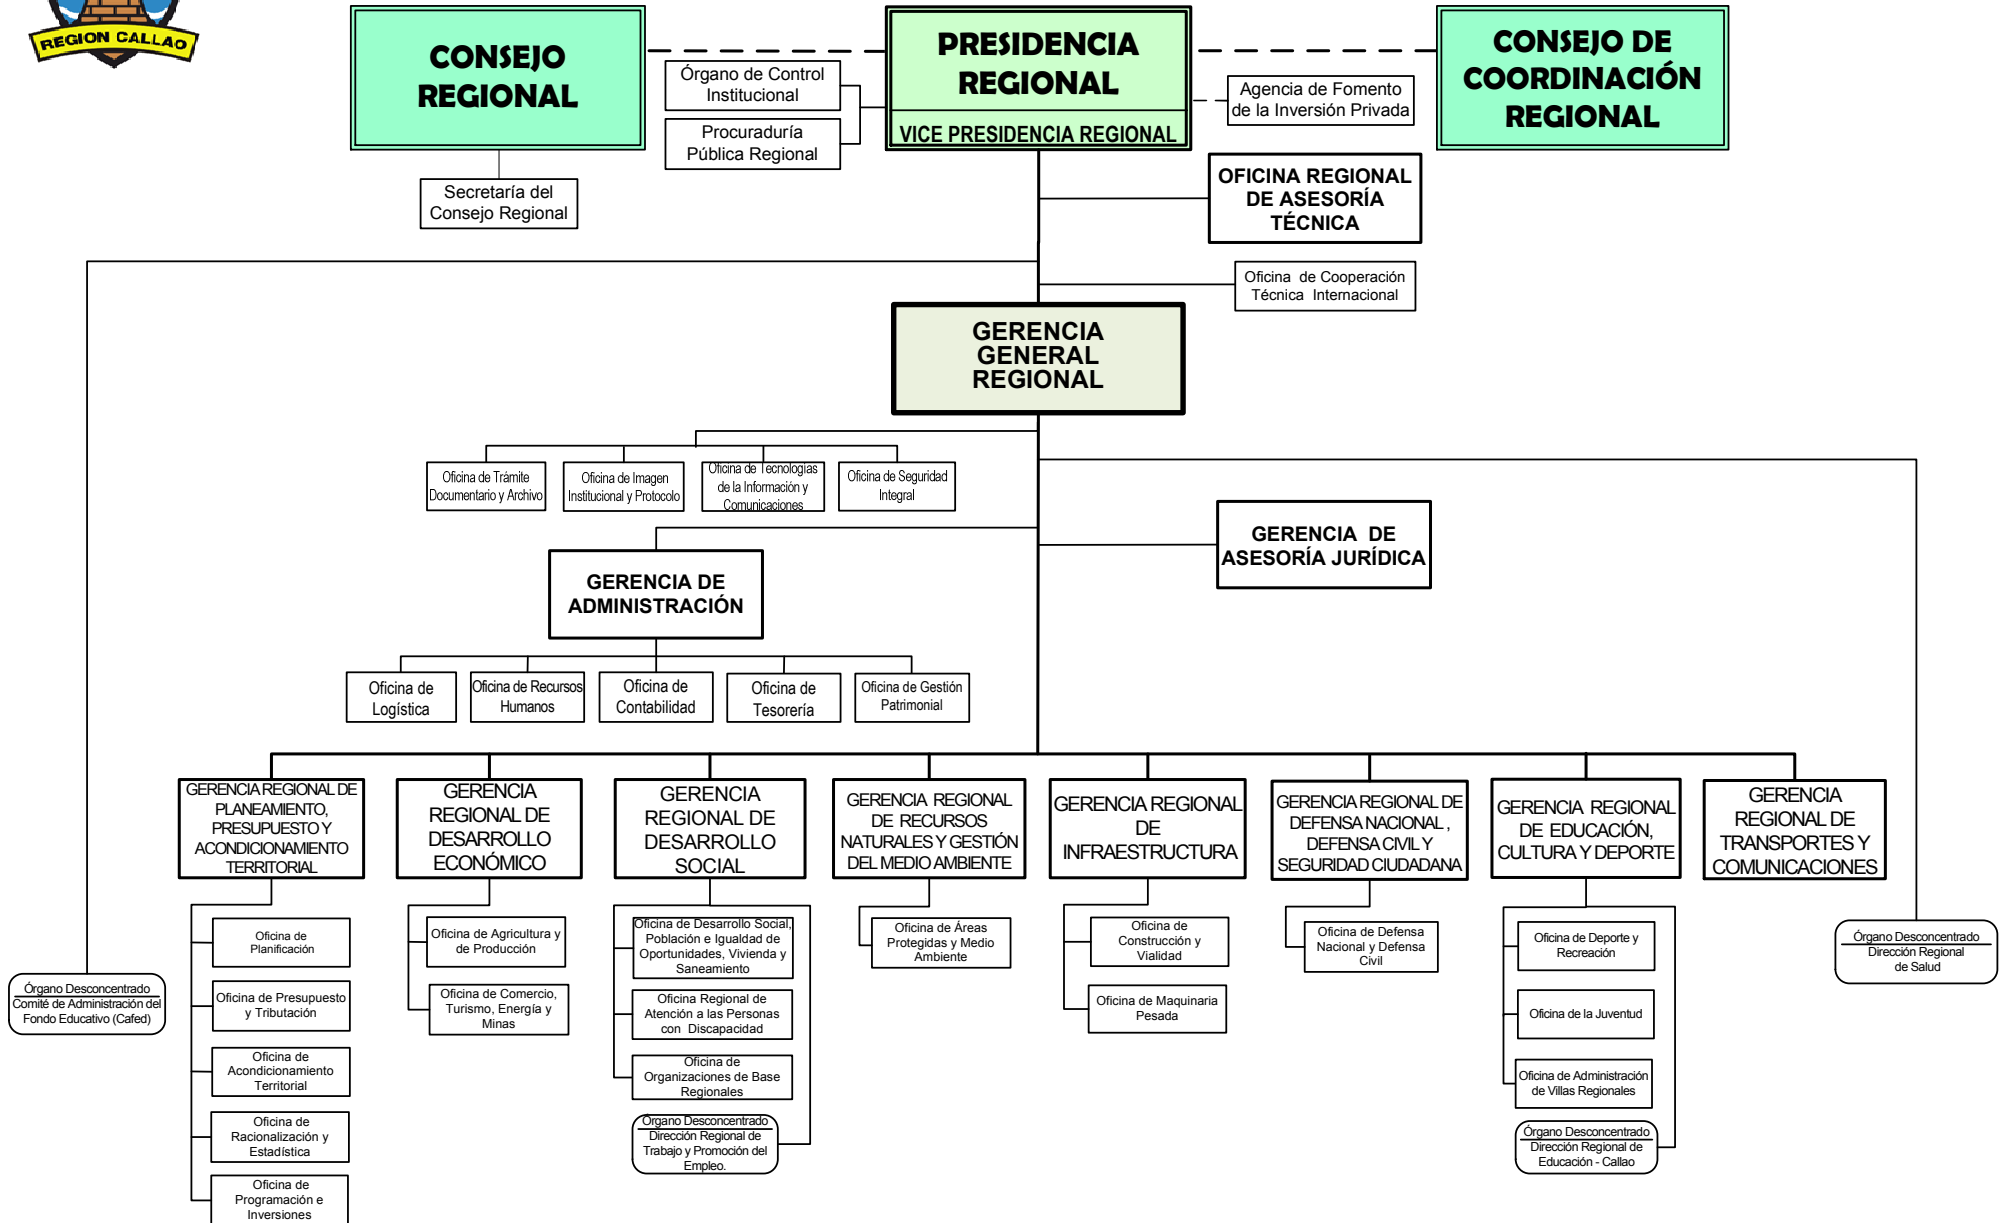 REGION CALLAO
CONSEJO
REGIONAL
PRESIDENCIA
REGIONAL
VICE PRESIDENCIA REGIONAL
CONSEJO DE
COORDINACIÓN
REGIONAL
Órgano de Control
Institucional
Procuraduría
Pública Regional
Agencia de Fomento
de la Inversión Privada
Secretaría del
Consejo Regional
OFICINA REGIONAL
DE ASESORÍA
TÉCNICA
Oficina de Cooperación
Técnica Internacional
GERENCIA
GENERAL
REGIONAL
Oficina de Trámite
Documentario y Archivo
Oficina de Imagen
Institucional y Protocolo
Oficina de Tecnologías
de la Información y
Comunicaciones
Oficina de Seguridad
Integral
GERENCIA DE
ASESORÍA JURÍDICA
GERENCIA DE
ADMINISTRACIÓN
Oficina de
Logística
Oficina de Recursos
Humanos
Oficina de
Contabilidad
Oficina de
Tesorería
Oficina de Gestión
Patrimonial
GERENCIA REGIONAL DE
PLANEAMIENTO,
PRESUPUESTO Y
ACONDICIONAMIENTO
TERRITORIAL
GERENCIA
REGIONAL DE
DESARROLLO
ECONÓMICO
GERENCIA
REGIONAL DE
DESARROLLO
SOCIAL
GERENCIA REGIONAL
DE RECURSOS
NATURALES Y GESTIÓN
DEL MEDIO AMBIENTE
GERENCIA REGIONAL
DE
INFRAESTRUCTURA
GERENCIA REGIONAL DE
DEFENSA NACIONAL ,
DEFENSA CIVIL Y
SEGURIDAD CIUDADANA
GERENCIA REGIONAL
DE EDUCACIÓN,
CULTURA Y DEPORTE
GERENCIA
REGIONAL DE
TRANSPORTES Y
COMUNICACIONES
Órgano Desconcentrado
Comité de Administración del
Fondo Educativo (Cafed)
Oficina de
Planificación
Oficina de Presupuesto
y Tributación
Oficina de
Acondicionamiento
Territorial
Oficina de
Racionalización y
Estadística
Oficina de
Programación e
Inversiones
Oficina de Agricultura y
de Producción
Oficina de Comercio,
Turismo, Energía y
Minas
Oficina de Desarrollo Social,
Población e Igualdad de
Oportunidades, Vivienda y
Saneamiento
Oficina Regional de
Atención a las Personas
con Discapacidad
Oficina de
Organizaciones de Base
Regionales
Órgano Desconcentrado
Dirección Regional de
Trabajo y Promoción del
Empleo.
Oficina de Áreas
Protegidas y Medio
Ambiente
Oficina de
Construcción y
Vialidad
Oficina de Maquinaria
Pesada
Oficina de Defensa
Nacional y Defensa
Civil
Oficina de Deporte y
Recreación
Oficina de la Juventud
Oficina de Administración
de Villas Regionales
Órgano Desconcentrado
Dirección Regional de
Educación - Callao
Órgano Desconcentrado
Dirección Regional
de Salud